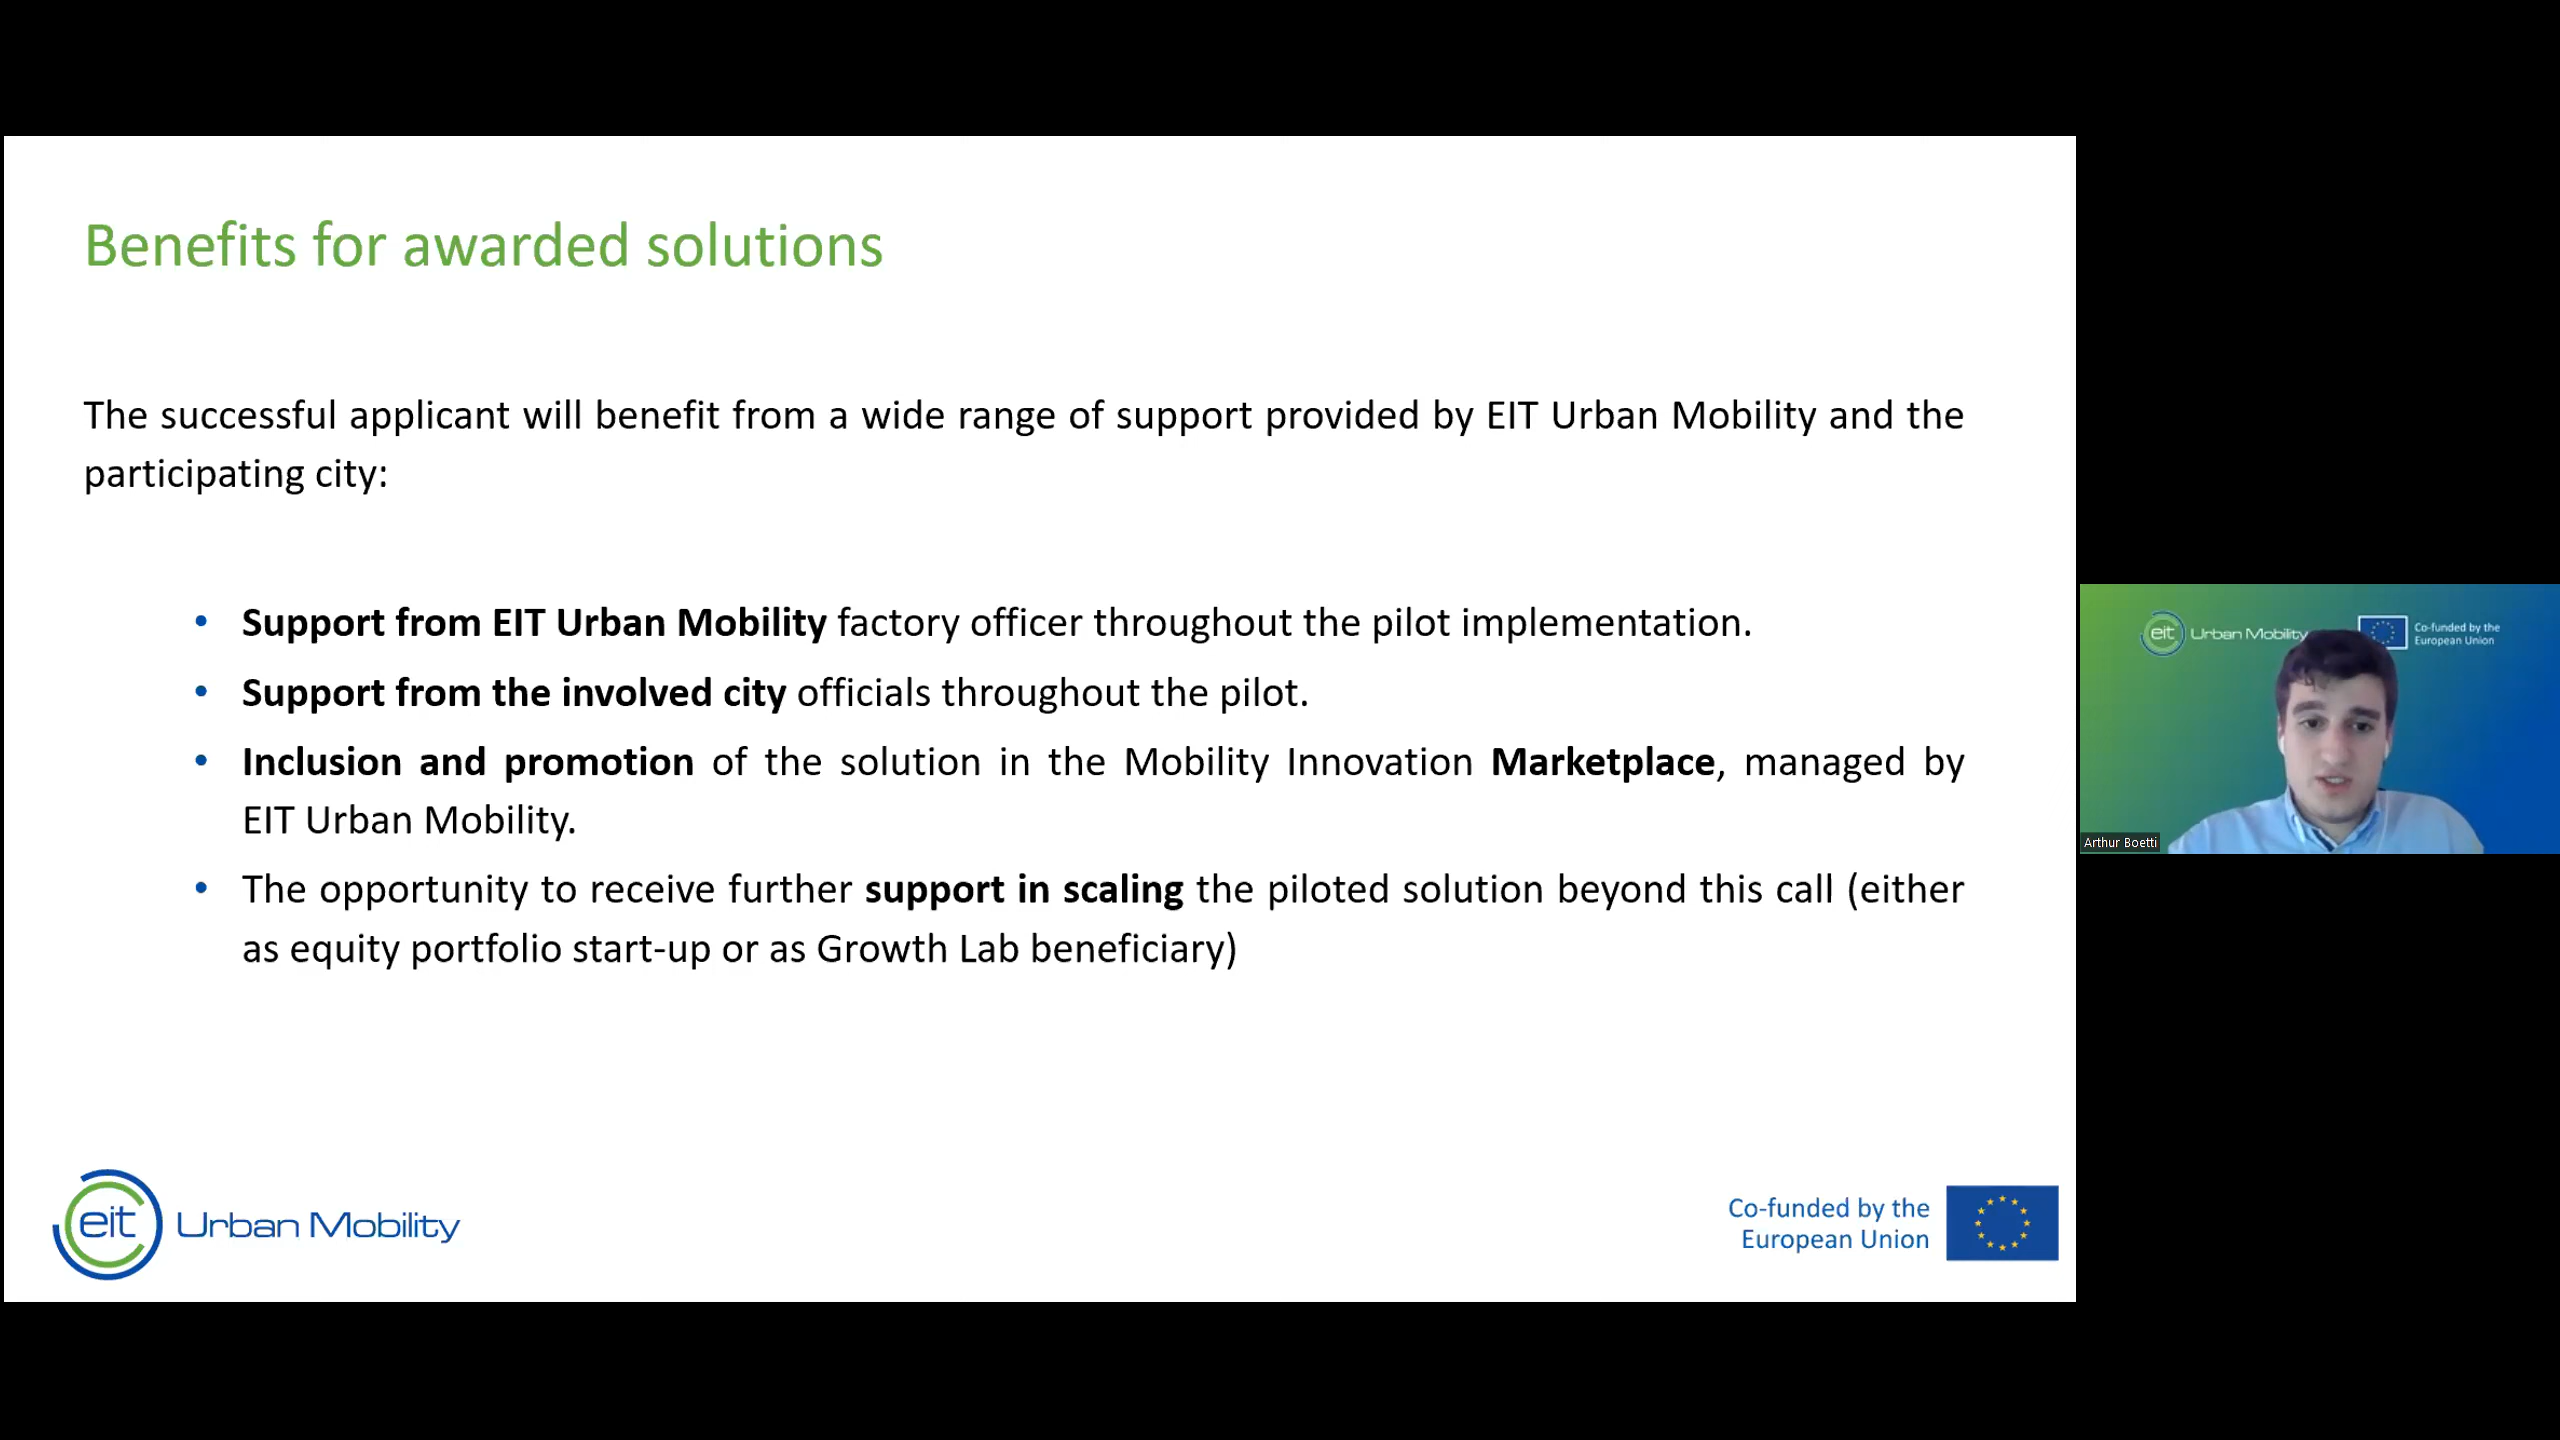 Benefits for awarded solutions
The successful applicant will benefit from a wide range of support provided by EIT Urban Mobility and the
participating city:
• Support from EIT Urban Mobility factory officer throughout the pilot implementation.
• Support from the involved city officials throughout the pilot.
• Inclusion and promotion of the solution in the Mobility Innovation Marketplace, managed by
EIT Urban Mobility.
• The opportunity to receive further support in scaling the piloted solution beyond this call (either
as equity portfolio start-up or as Growth Lab beneficiary)
eit Urban Mobility
Co-funded by the
European Union
eit Urban Mobility
Co-funded by the
European Union
Arthur Boetti